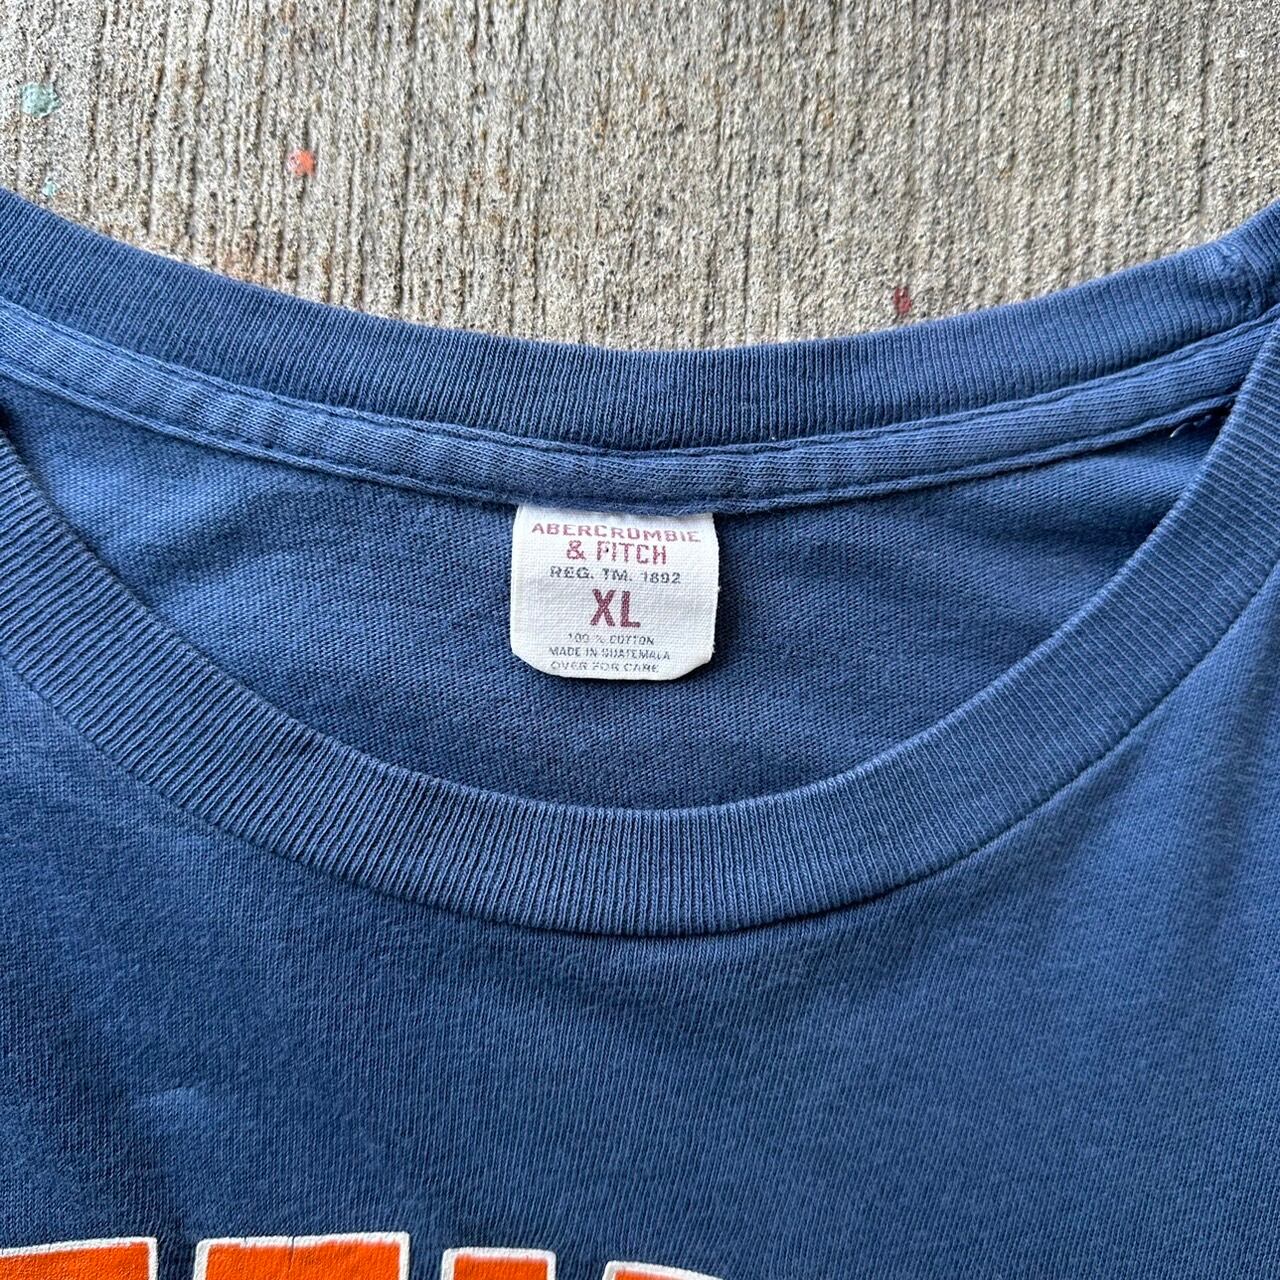 ABERCROMBIE
& FITCH
REG. TM. 1892
XL
100 % COTTON
MADE IN GUATEMALA
OVER FOR CARE